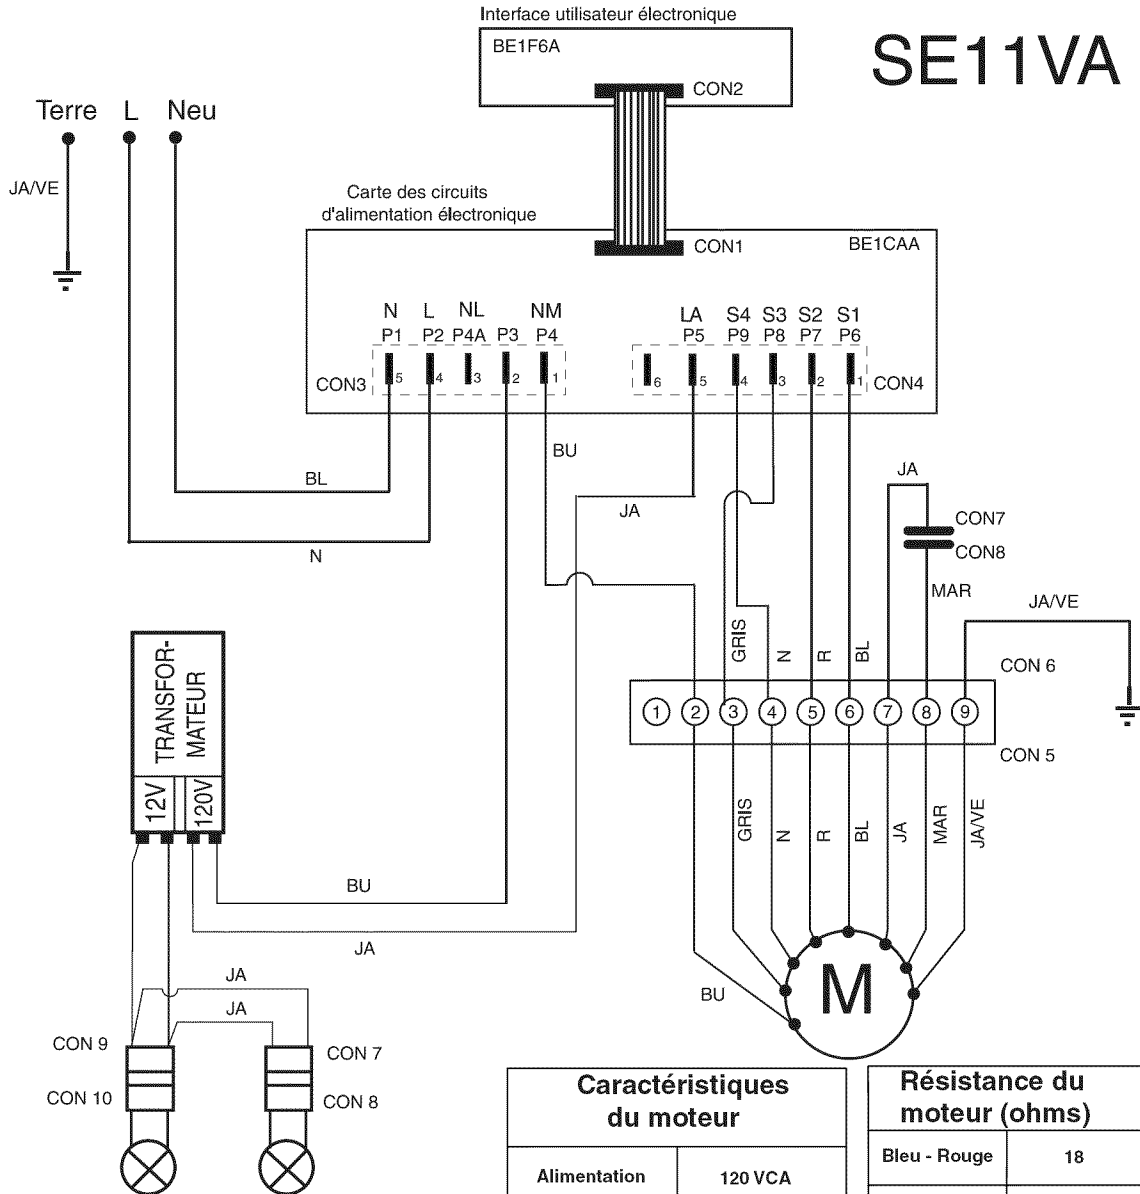 Interface utilisateur électronique
BE1F6A
SE11VA
CON2
Terre L Neu
JA/VE
Carte des circuits
d'alimentation électronique
CON1
BE1CAA
N L NL NM LA S4 S3 S2 S1
P1 P2 P4A P3 P4 P5 P9 P8 P7 P6
CON3 5 4 3 2 1 6 5 4 3 2 1 CON4
BU
BL
JA
JA
N
CON7
CON8
MAR
JA/VE
GRIS N R BL
CON 6
1 2 3 4 5 6 7 8 9
CON 5
TRANSFOR-
MATEUR
12V 120V
GRIS N R BL JA MAR JA/VE
BU
JA
M
BU
JA
JA
CON 9
CON 7
CON 10
CON 8
Caractéristiques
du moteur
Alimentation 120 VCA
Résistance du
moteur (ohms)
Bleu - Rouge 18